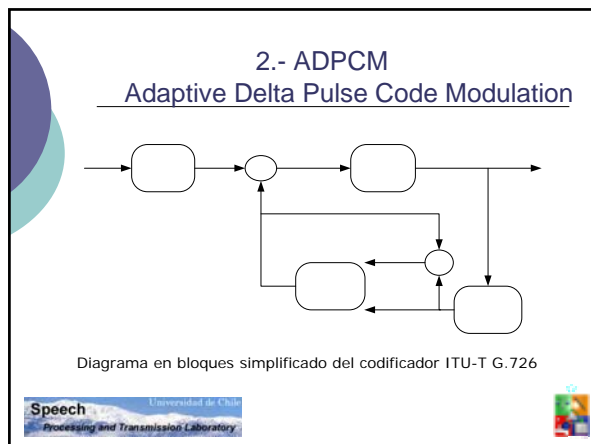 2.- ADPCM
Adaptive Delta Pulse Code Modulation
Diagrama en bloques simplificado del codificador ITU-T G.726
Universidad de Chile
Speech
Processing and Transmission Laboratory